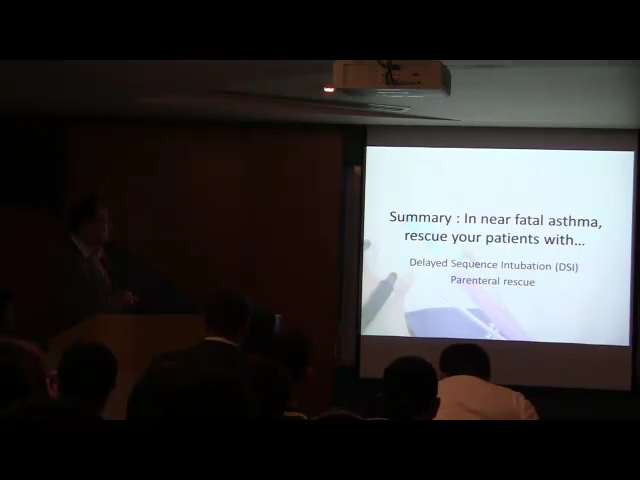 Summary : In near fatal asthma,
rescue your patients with...
Delayed Sequence Intubation (DSI)
Parenteral rescue